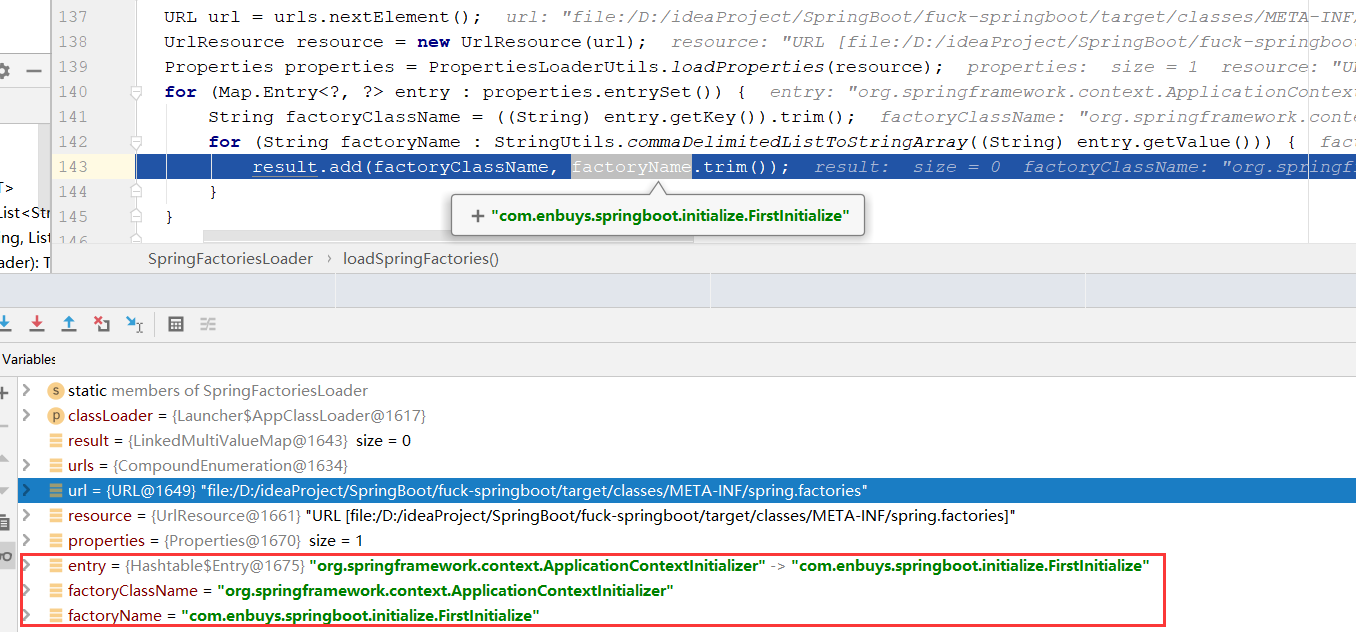 137 URL url = urls.nextElement(); url: "file:/D:/ideaProject/SpringBoot/fuck-springboot/target/classes/META-INF/
138 UrlResource resource = new UrlResource(url); resource: "URL [file:/D:/ideaProject/SpringBoot/fuck-springboot
139 Properties properties = PropertiesLoaderUtils.loadProperties(resource); properties: size = 1 resource: "UR
140 for (Map.Entry<?, ?> entry : properties.entrySet()) { entry: "org.springframework.context.ApplicationContext
141 String factoryClassName = ((String) entry.getKey()).trim(); factoryClassName: "org.springframework.conte
142 for (String factoryName : StringUtils.commaDelimitedListToStringArray((String) entry.getValue())) { fact
143 result.add(factoryClassName, factoryName.trim()); result: size = 0 factoryClassName: "org.springf
144 }
145 }
146
T>
List<Str
ng, List
ader): T
+ "com.enbuys.springboot.initialize.FirstInitialize"
SpringFactoriesLoader › loadSpringFactories()
Variables
static members of SpringFactoriesLoader
classLoader = {Launcher$AppClassLoader@1617}
result = {LinkedMultiValueMap@1643} size = 0
urls = {CompoundEnumeration@1634}
url = {URL@1649} "file:/D:/ideaProject/SpringBoot/fuck-springboot/target/classes/META-INF/spring.factories"
resource = {UrlResource@1661} "URL [file:/D:/ideaProject/SpringBoot/fuck-springboot/target/classes/META-INF/spring.factories]"
properties = {Properties@1670} size = 1
entry = {Hashtable$Entry@1675} "org.springframework.context.ApplicationContextInitializer" -> "com.enbuys.springboot.initialize.FirstInitialize"
factoryClassName = "org.springframework.context.ApplicationContextInitializer"
factoryName = "com.enbuys.springboot.initialize.FirstInitialize"